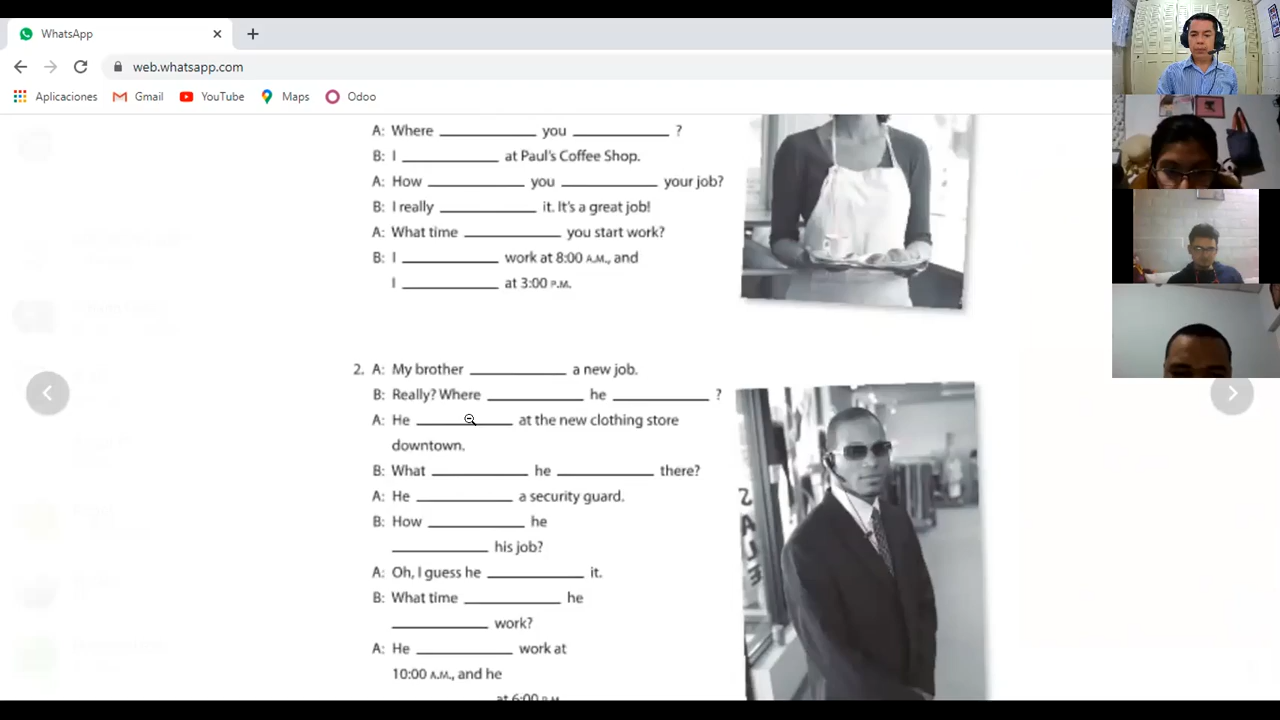 WhatsApp
web.whatsapp.com
Aplicaciones Gmail YouTube Maps Odoo
A: Where ____________ you ____________ ?
B: I ____________ at Paul's Coffee Shop.
A: How ____________ you ____________ your job?
B: I really ____________ it. It's a great job!
A: What time ____________ you start work?
B: I ____________ work at 8:00 A.M., and
I ____________ at 3:00 P.M.
2. A: My brother ____________ a new job.
B: Really? Where ____________ he ____________ ?
A: He ____________ at the new clothing store
downtown.
B: What ____________ he ____________ there?
A: He ____________ a security guard.
B: How ____________ he
____________ his job?
A: Oh, I guess he ____________ it.
B: What time ____________ he
____________ work?
A: He ____________ work at
10:00 A.M., and he
at 6:00 P.M.